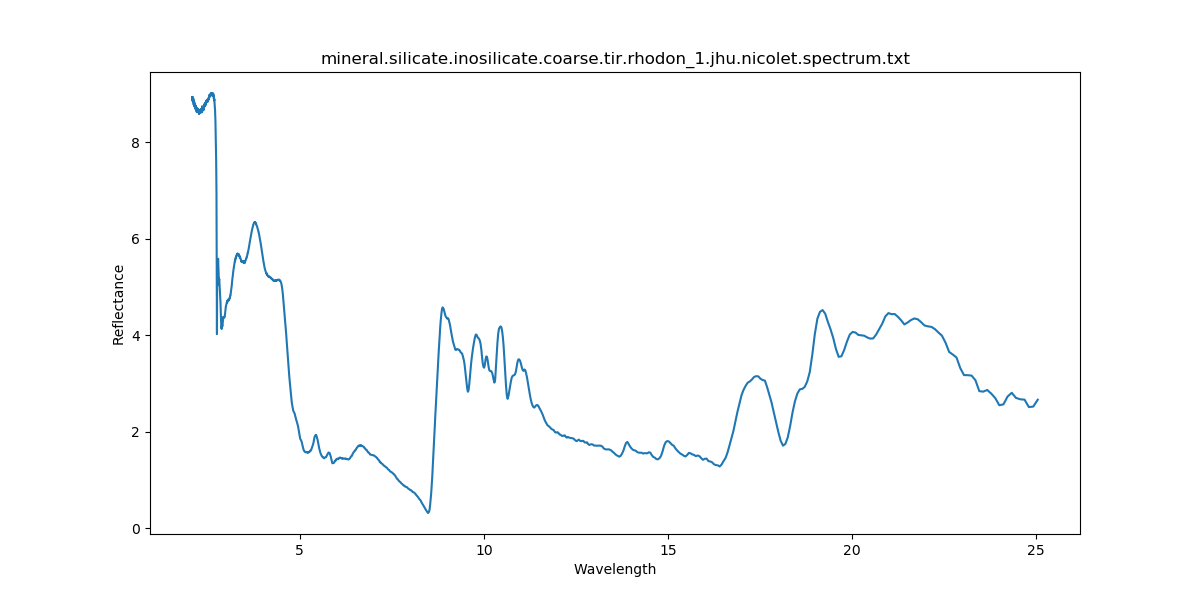 mineral.silicate.inosilicate.coarse.tir.rhodon_1.jhu.nicolet.spectrum.txt
8
6
4
2
0
Reflectance
5 10 15 20 25
Wavelength